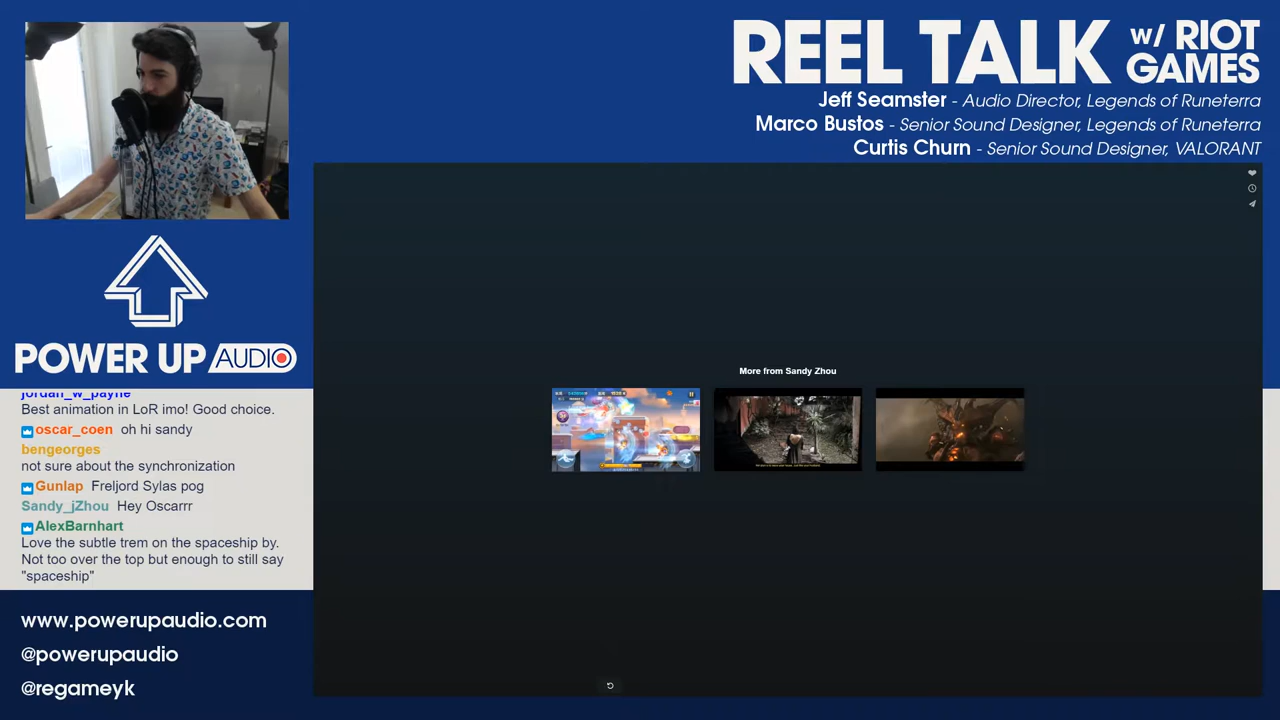 REEL TALK w/ RIOT GAMES
Jeff Seamster - Audio Director, Legends of Runeterra
Marco Bustos - Senior Sound Designer, Legends of Runeterra
Curtis Churn - Senior Sound Designer, VALORANT
POWER UP AUDIO
jordan_w_payne
Best animation in LoR imo! Good choice.
oscar_coen oh hi sandy
bengeorges
not sure about the synchronization
Gunlap Freljord Sylas pog
Sandy_jZhou Hey Oscarrr
AlexBarnhart
Love the subtle trem on the spaceship by.
Not too over the top but enough to still say
"spaceship"
More from Sandy Zhou
www.powerupaudio.com
@powerupaudio
@regameyk